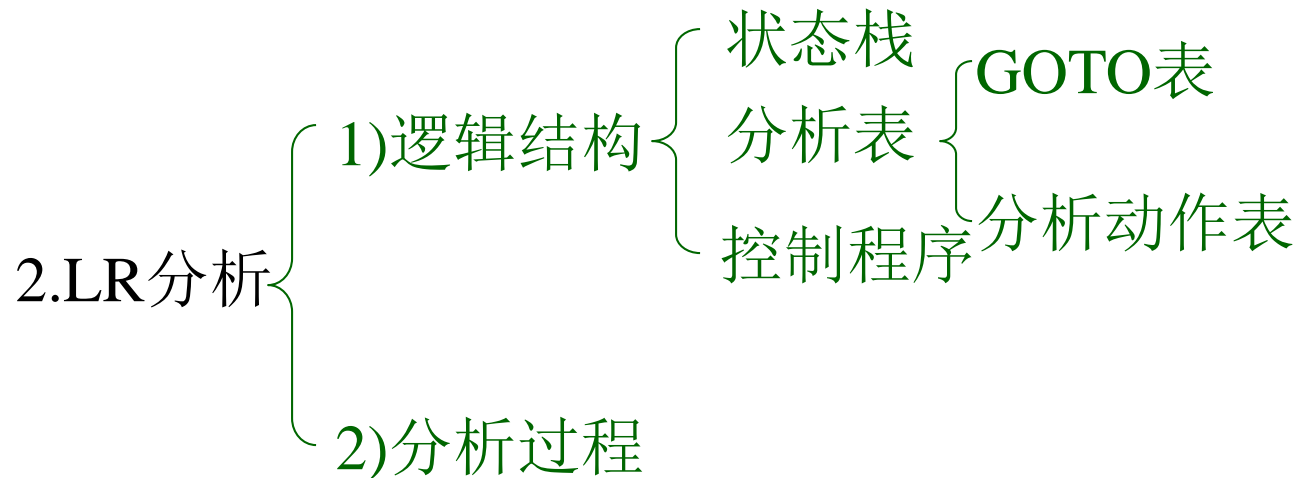 2.LR分析
1)逻辑结构
状态栈
分析表
GOTO表
分析动作表
控制程序
2)分析过程